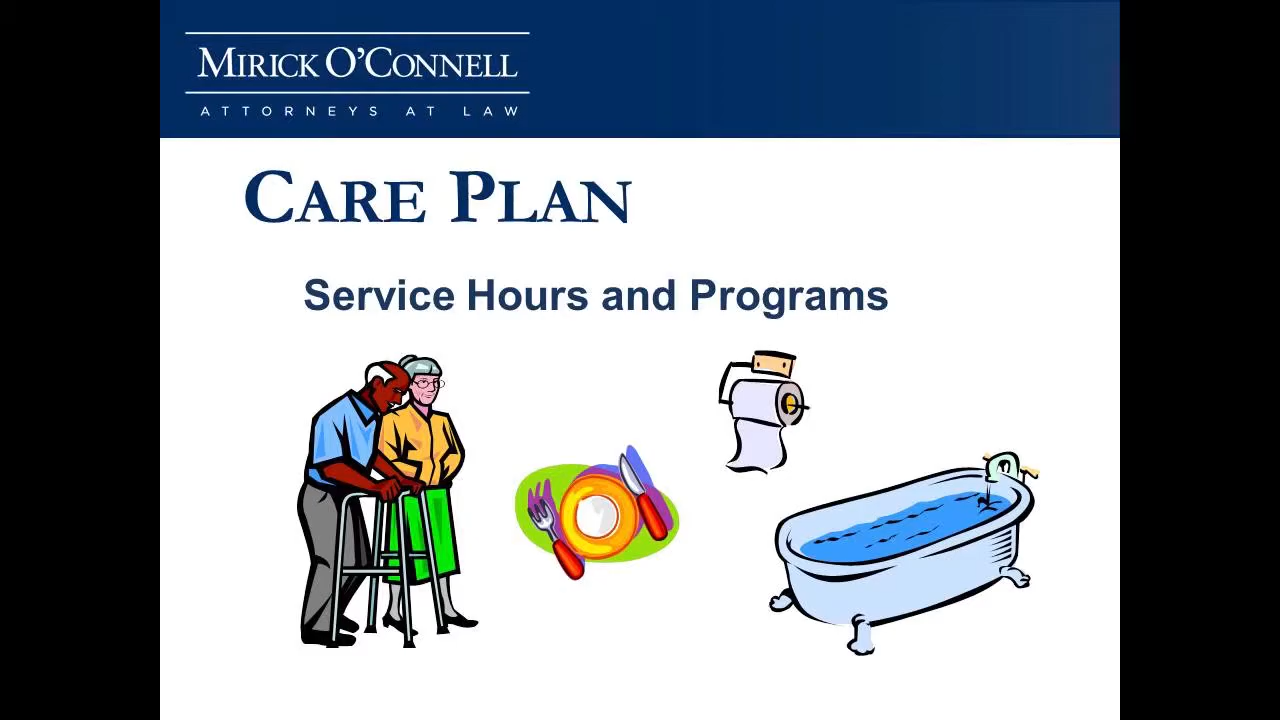 MIRICK O’CONNELL
ATTORNEYS AT LAW
CARE PLAN
Service Hours and Programs